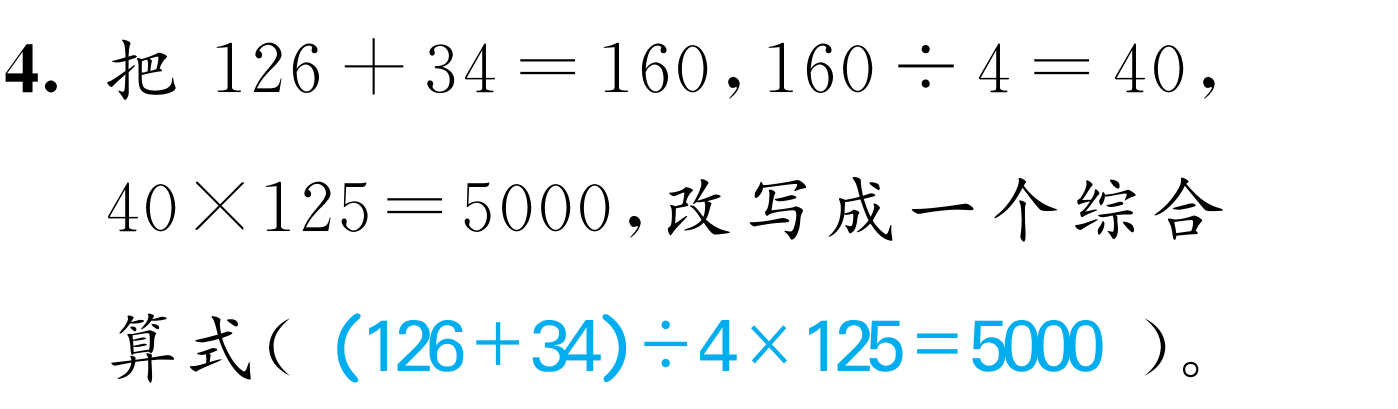 4. 把 126+34=160,160÷4=40,
40×125=5000,改写成一个综合
算式( (126+34)÷4×125=5000 )。